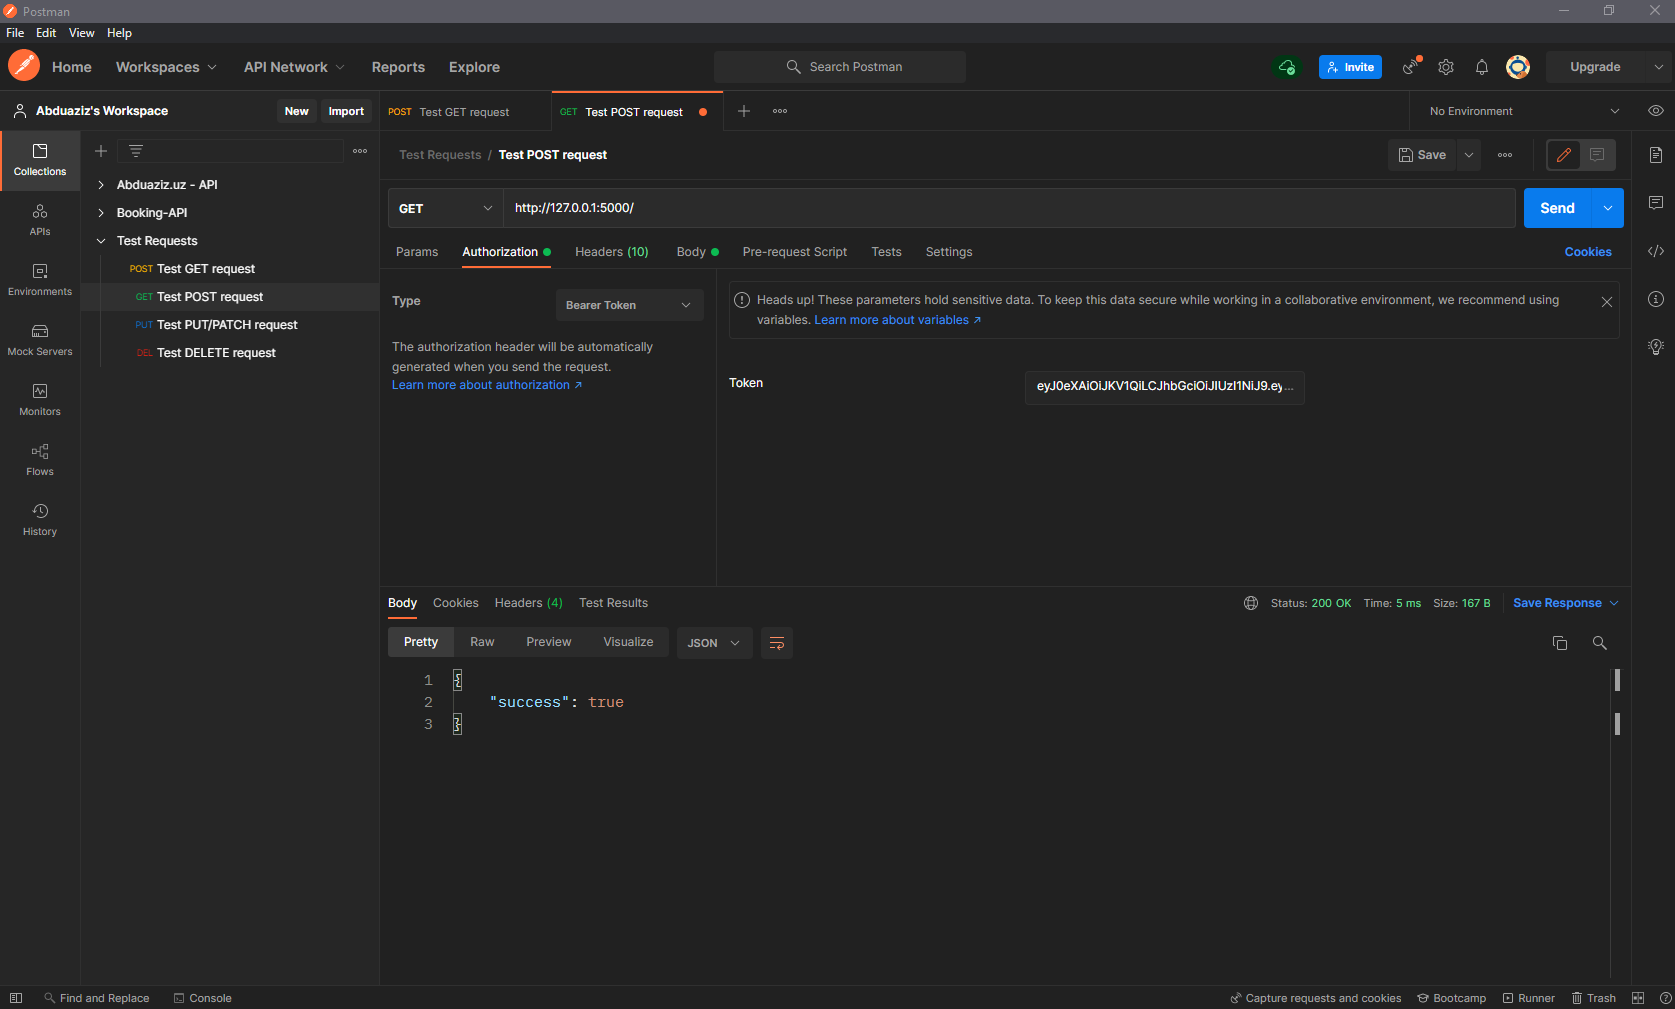 Postman
File Edit View Help
Home Workspaces API Network Reports Explore Search Postman Invite Upgrade
Abduaziz's Workspace New Import POST Test GET request GET Test POST request No Environment
Collections
APIs
Environments
Mock Servers
Monitors
Flows
History
Abduaziz.uz - API
Booking-API
Test Requests
POST Test GET request
GET Test POST request
PUT Test PUT/PATCH request
DEL Test DELETE request
Test Requests / Test POST request Save
GET http://127.0.0.1:5000/ Send
Params Authorization Headers (10) Body Pre-request Script Tests Settings Cookies
Type Bearer Token
The authorization header will be automatically
generated when you send the request.
Learn more about authorization ↗
Heads up! These parameters hold sensitive data. To keep this data secure while working in a collaborative environment, we recommend using
variables. Learn more about variables ↗
Token eyJ0eXAiOiJKV1QiLCJhbGciOiJIUzI1NiJ9.ey...
Body Cookies Headers (4) Test Results Status: 200 OK Time: 5 ms Size: 167 B Save Response
Pretty Raw Preview Visualize JSON
1 {
2 "success": true
3 }
Find and Replace Console Capture requests and cookies Bootcamp Runner Trash